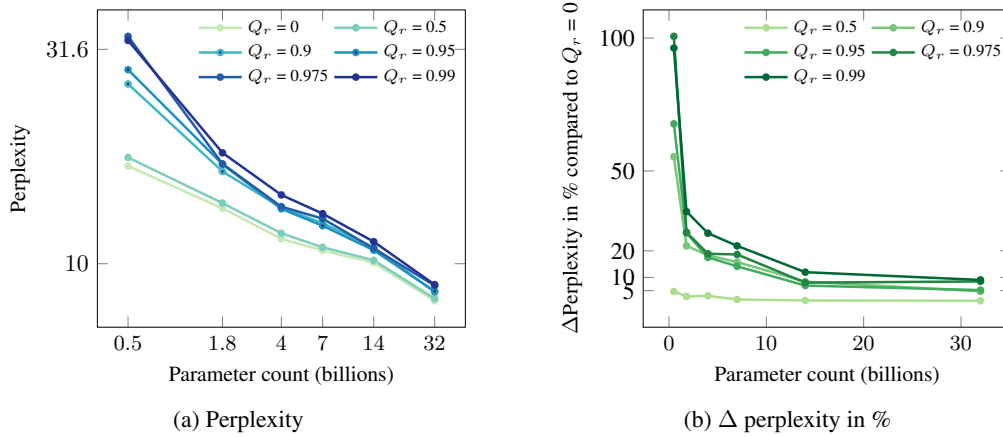 Perplexity
31.6
10
Q_r = 0
Q_r = 0.5
Q_r = 0.9
Q_r = 0.95
Q_r = 0.975
Q_r = 0.99
0.5 1.8 4 7 14 32
Parameter count (billions)
(a) Perplexity
ΔPerplexity in % compared to Q_r = 0
100
50
20
10
5
Q_r = 0.5
Q_r = 0.9
Q_r = 0.95
Q_r = 0.975
Q_r = 0.99
0 10 20 30
Parameter count (billions)
(b) Δ perplexity in %